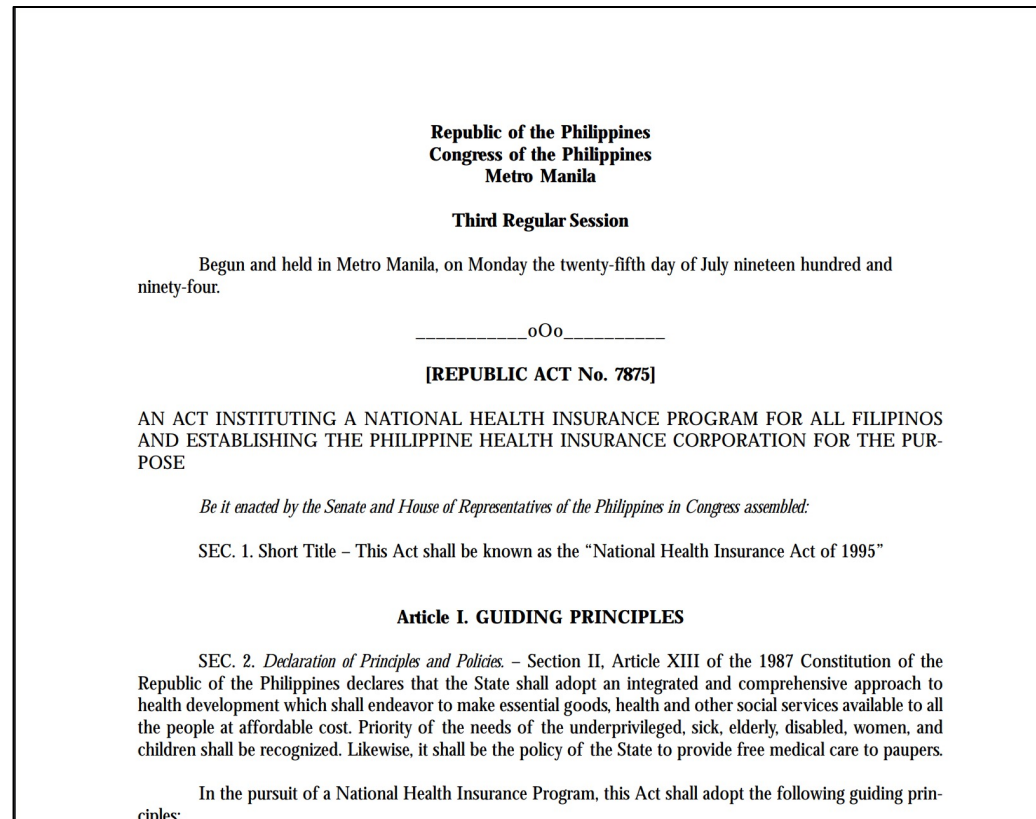 Republic of the Philippines
Congress of the Philippines
Metro Manila
Third Regular Session
Begun and held in Metro Manila, on Monday the twenty-fifth day of July nineteen hundred and
ninety-four.
___________oOo__________
[REPUBLIC ACT No. 7875]
AN ACT INSTITUTING A NATIONAL HEALTH INSURANCE PROGRAM FOR ALL FILIPINOS
AND ESTABLISHING THE PHILIPPINE HEALTH INSURANCE CORPORATION FOR THE PUR-
POSE
Be it enacted by the Senate and House of Representatives of the Philippines in Congress assembled:
SEC. 1. Short Title – This Act shall be known as the “National Health Insurance Act of 1995”
Article I. GUIDING PRINCIPLES
SEC. 2. Declaration of Principles and Policies. – Section II, Article XIII of the 1987 Constitution of the
Republic of the Philippines declares that the State shall adopt an integrated and comprehensive approach to
health development which shall endeavor to make essential goods, health and other social services available to all
the people at affordable cost. Priority of the needs of the underprivileged, sick, elderly, disabled, women, and
children shall be recognized. Likewise, it shall be the policy of the State to provide free medical care to paupers.
In the pursuit of a National Health Insurance Program, this Act shall adopt the following guiding prin-
ciples: